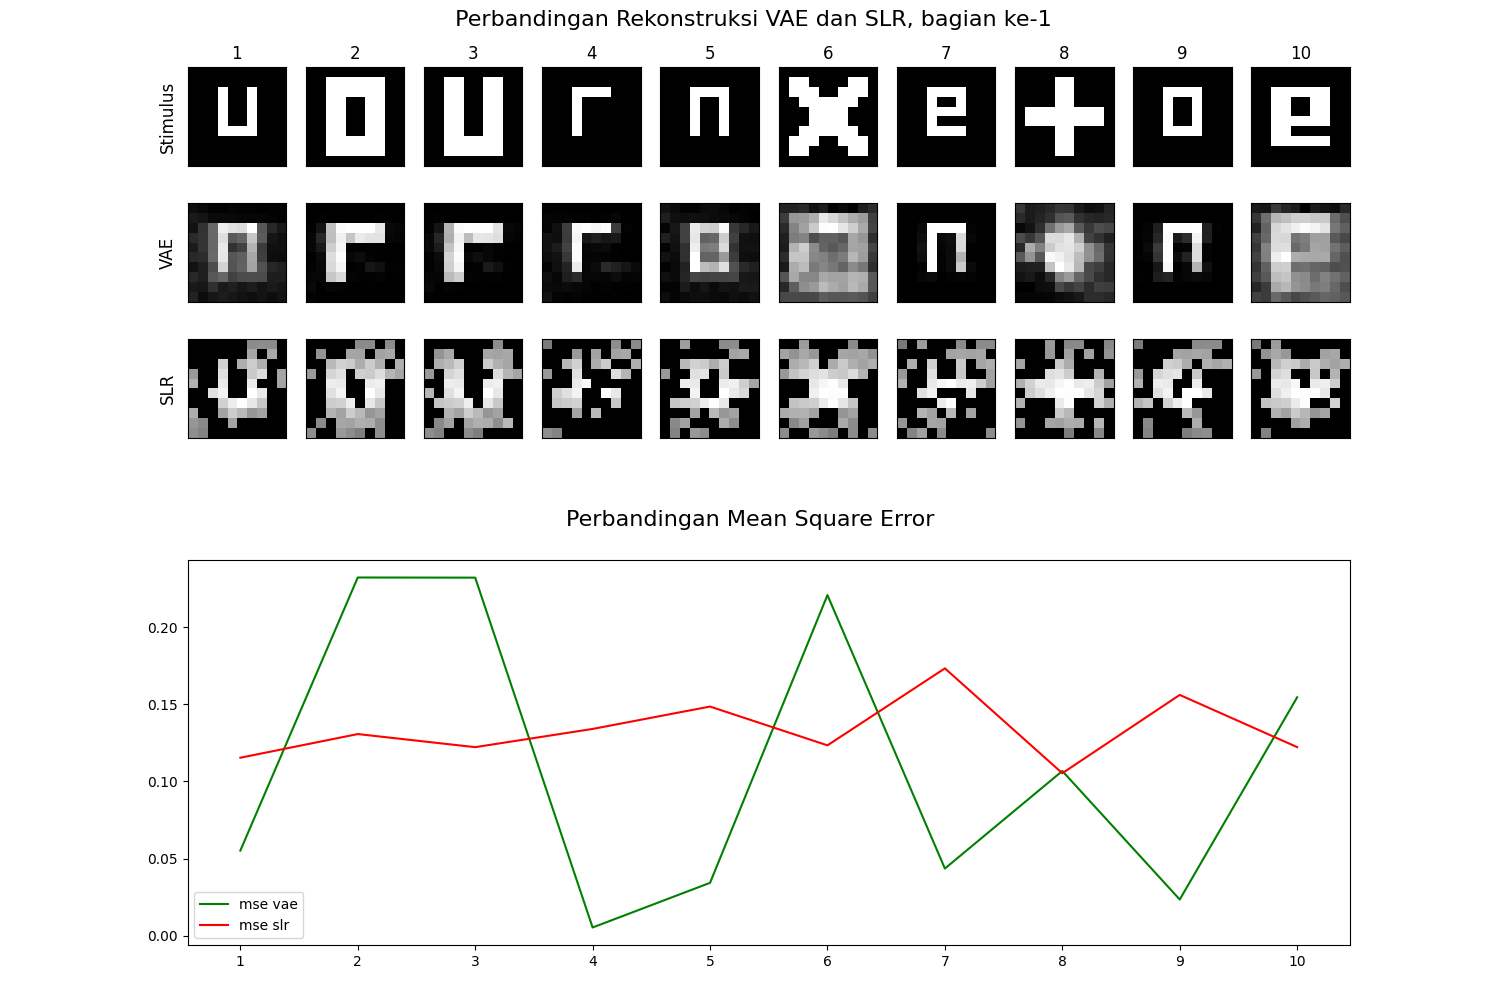 Perbandingan Rekonstruksi VAE dan SLR, bagian ke-1
1 2 3 4 5 6 7 8 9 10
Stimulus
u o u r n x e + o e
VAE
SLR
Perbandingan Mean Square Error
0.20
0.15
0.10
0.05
0.00
mse vae
mse slr
1 2 3 4 5 6 7 8 9 10